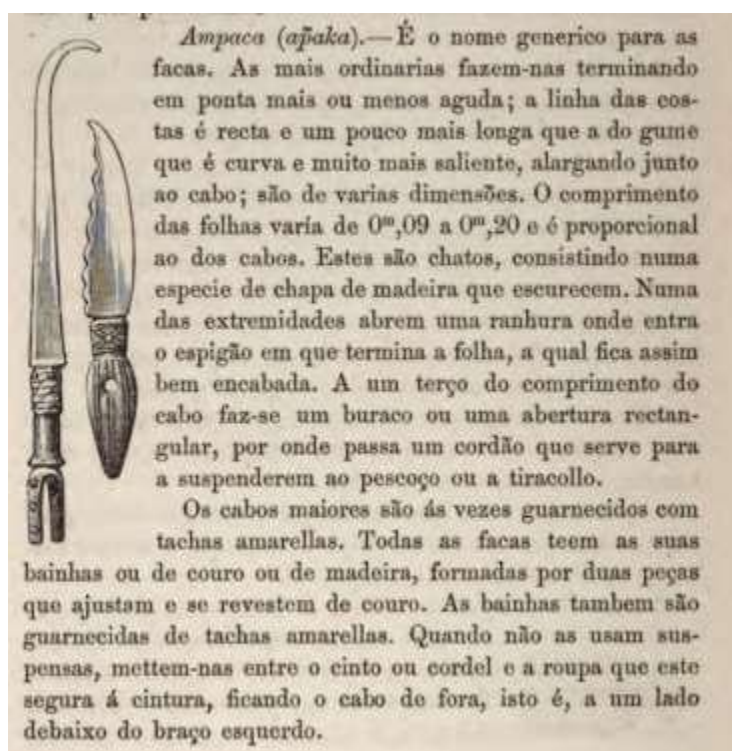 Ampaca (apãka).—É o nome generico para as
facas. As mais ordinarias fazem-nas terminando
em ponta mais ou menos aguda; a linha das cos-
tas é recta e um pouco mais longa que a do gume
que é curva e muito mais saliente, alargando junto
ao cabo; são de varias dimensões. O comprimento
das folhas varía de 0ᵐ,09 a 0ᵐ,20 e é proporcional
ao dos cabos. Estes são chatos, consistindo numa
especie de chapa de madeira que escurecem. Numa
das extremidades abrem uma ranhura onde entra
o espigão em que termina a folha, a qual fica assim
bem encabada. A um terço do comprimento do
cabo faz-se um buraco ou uma abertura rectan-
gular, por onde passa um cordão que serve para
a suspenderem ao pescoço ou a tiracollo.
Os cabos maiores são ás vezes guarnecidos com
tachas amarellas. Todas as facas teem as suas
bainhas ou de couro ou de madeira, formadas por duas peças
que ajustam e se revestem de couro. As bainhas tambem são
guarnecidas de tachas amarellas. Quando não as usam sus-
pensas, mettem-nas entre o cinto ou cordel e a roupa que este
segura á cintura, ficando o cabo de fora, isto é, a um lado
debaixo do braço esquerdo.